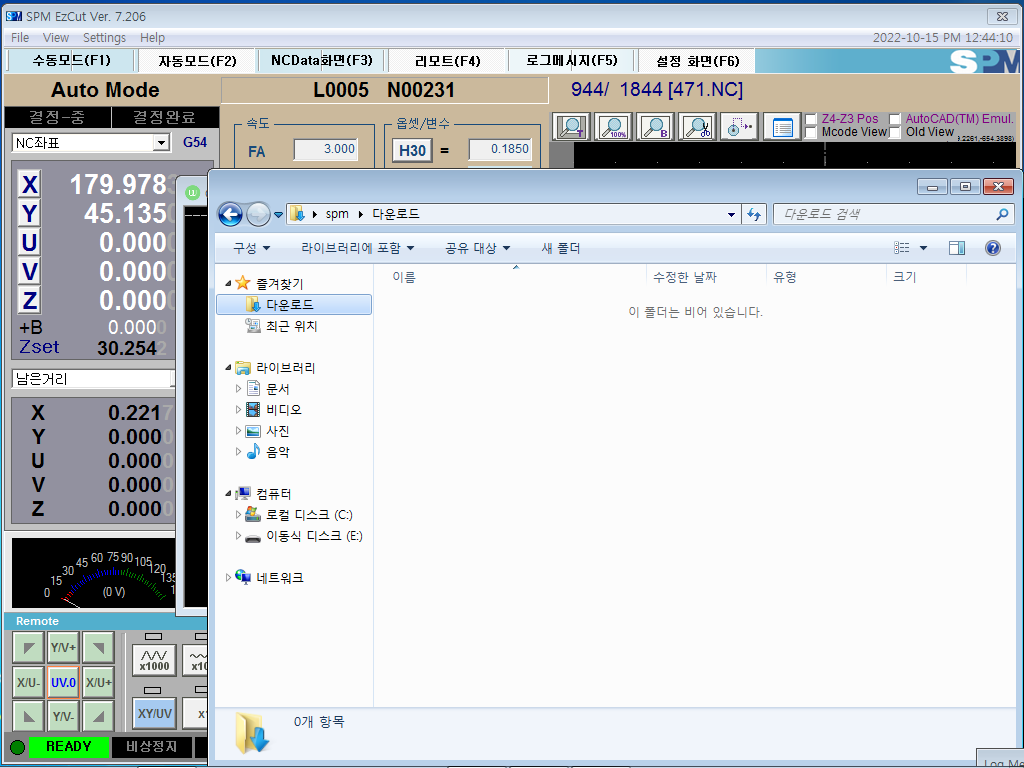 SPM EzCut Ver. 7.206
File View Settings Help
2022-10-15 PM 12:44:10
수동모드(F1) 자동모드(F2) NCData화면(F3) 리모트(F4) 로그메시지(F5) 설정 화면(F6)
SPM
Auto Mode
L0005 N00231
944/ 1844 [471.NC]
결정-중 결정완료
속도
옵셋/변수
FA 3.000
H30 = 0.1850
T 100% B
Z4-Z3 Pos AutoCAD(TM) Emul.
Mcode View Old View
NC좌표 G54
X 179.978
Y 45.135
U 0.000
V 0.000
Z 0.000
+B 0.0000
Zset 30.2542
남은거리
X 0.221
Y 0.000
U 0.000
V 0.000
Z 0.000
0 15 30 45 60 75 90 105 120 135
(0 V)
Remote
Y/V+
X/U- UV.0 X/U+
Y/V-
x1000
XY/UV
READY 비상정지
spm 다운로드
다운로드 검색
구성 라이브러리에 포함 공유 대상 새 폴더
이름 수정한 날짜 유형 크기
이 폴더는 비어 있습니다.
즐겨찾기
다운로드
최근 위치
라이브러리
문서
비디오
사진
음악
컴퓨터
로컬 디스크 (C:)
이동식 디스크 (E:)
네트워크
0개 항목